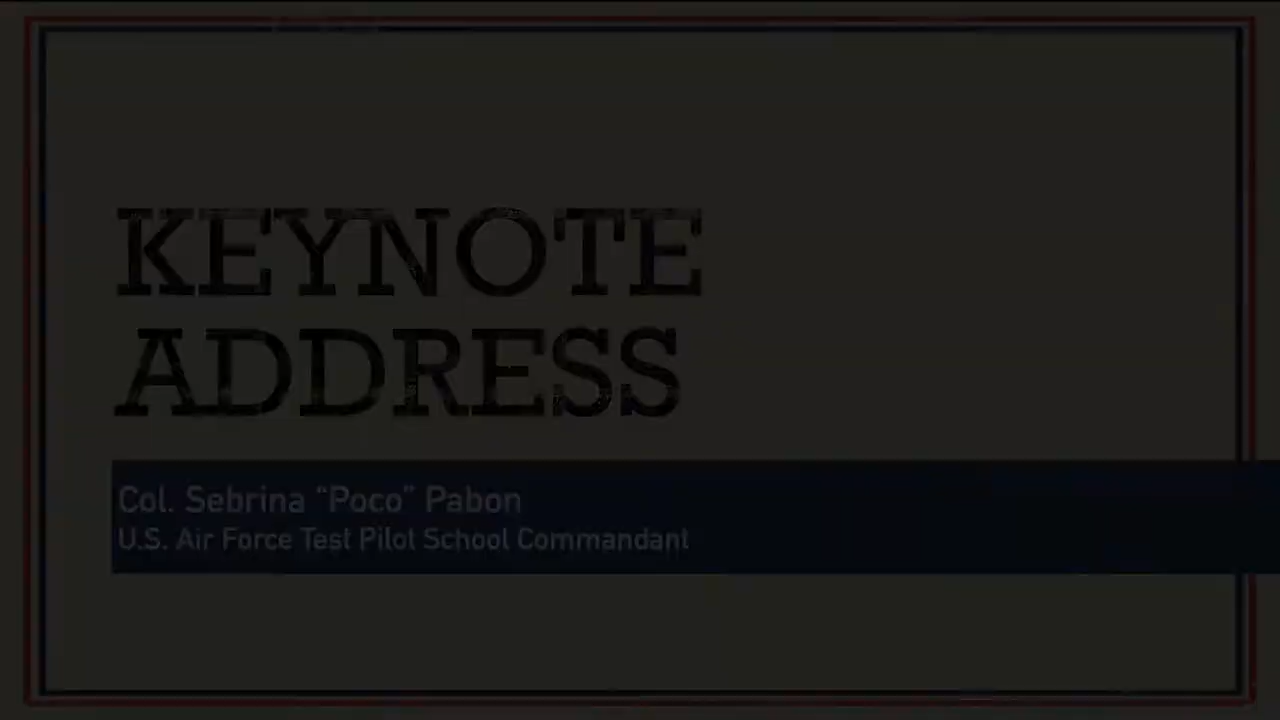 KEYNOTE
ADDRESS
Col. Sebrina “Poco” Pabon
U.S. Air Force Test Pilot School Commandant